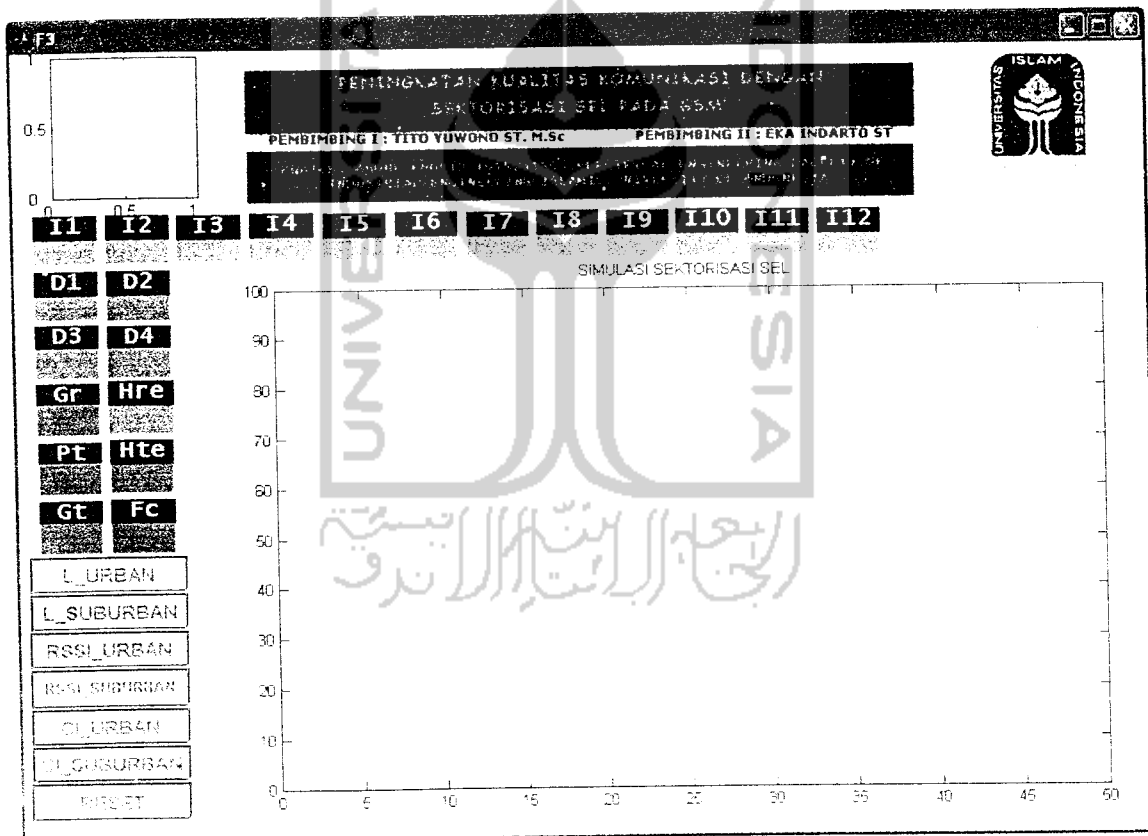 F3
PENINGKATAN KUALITAS KOMUNIKASI DENGAN
SEKTORISASI SEL PADA GSM
PEMBIMBING I : TITO YUWONO ST. M.Sc PEMBIMBING II : EKA INDARTO ST
UNIVERSITAS ISLAM INDONESIA
1
0.5
0
0 0.5 1
I1 I2 I3 I4 I5 I6 I7 I8 I9 I10 I11 I12
D1 D2
D3 D4
Gr Hre
Pt Hte
Gt Fc
L_URBAN
L_SUBURBAN
RSSI_URBAN
RSSI_SUBURBAN
CI_URBAN
CI_SUBURBAN
RESET
SIMULASI SEKTORISASI SEL
100
90
80
70
60
50
40
30
20
10
0
0 5 10 15 20 25 30 35 40 45 50
UNIVERSITAS
INDONESIA